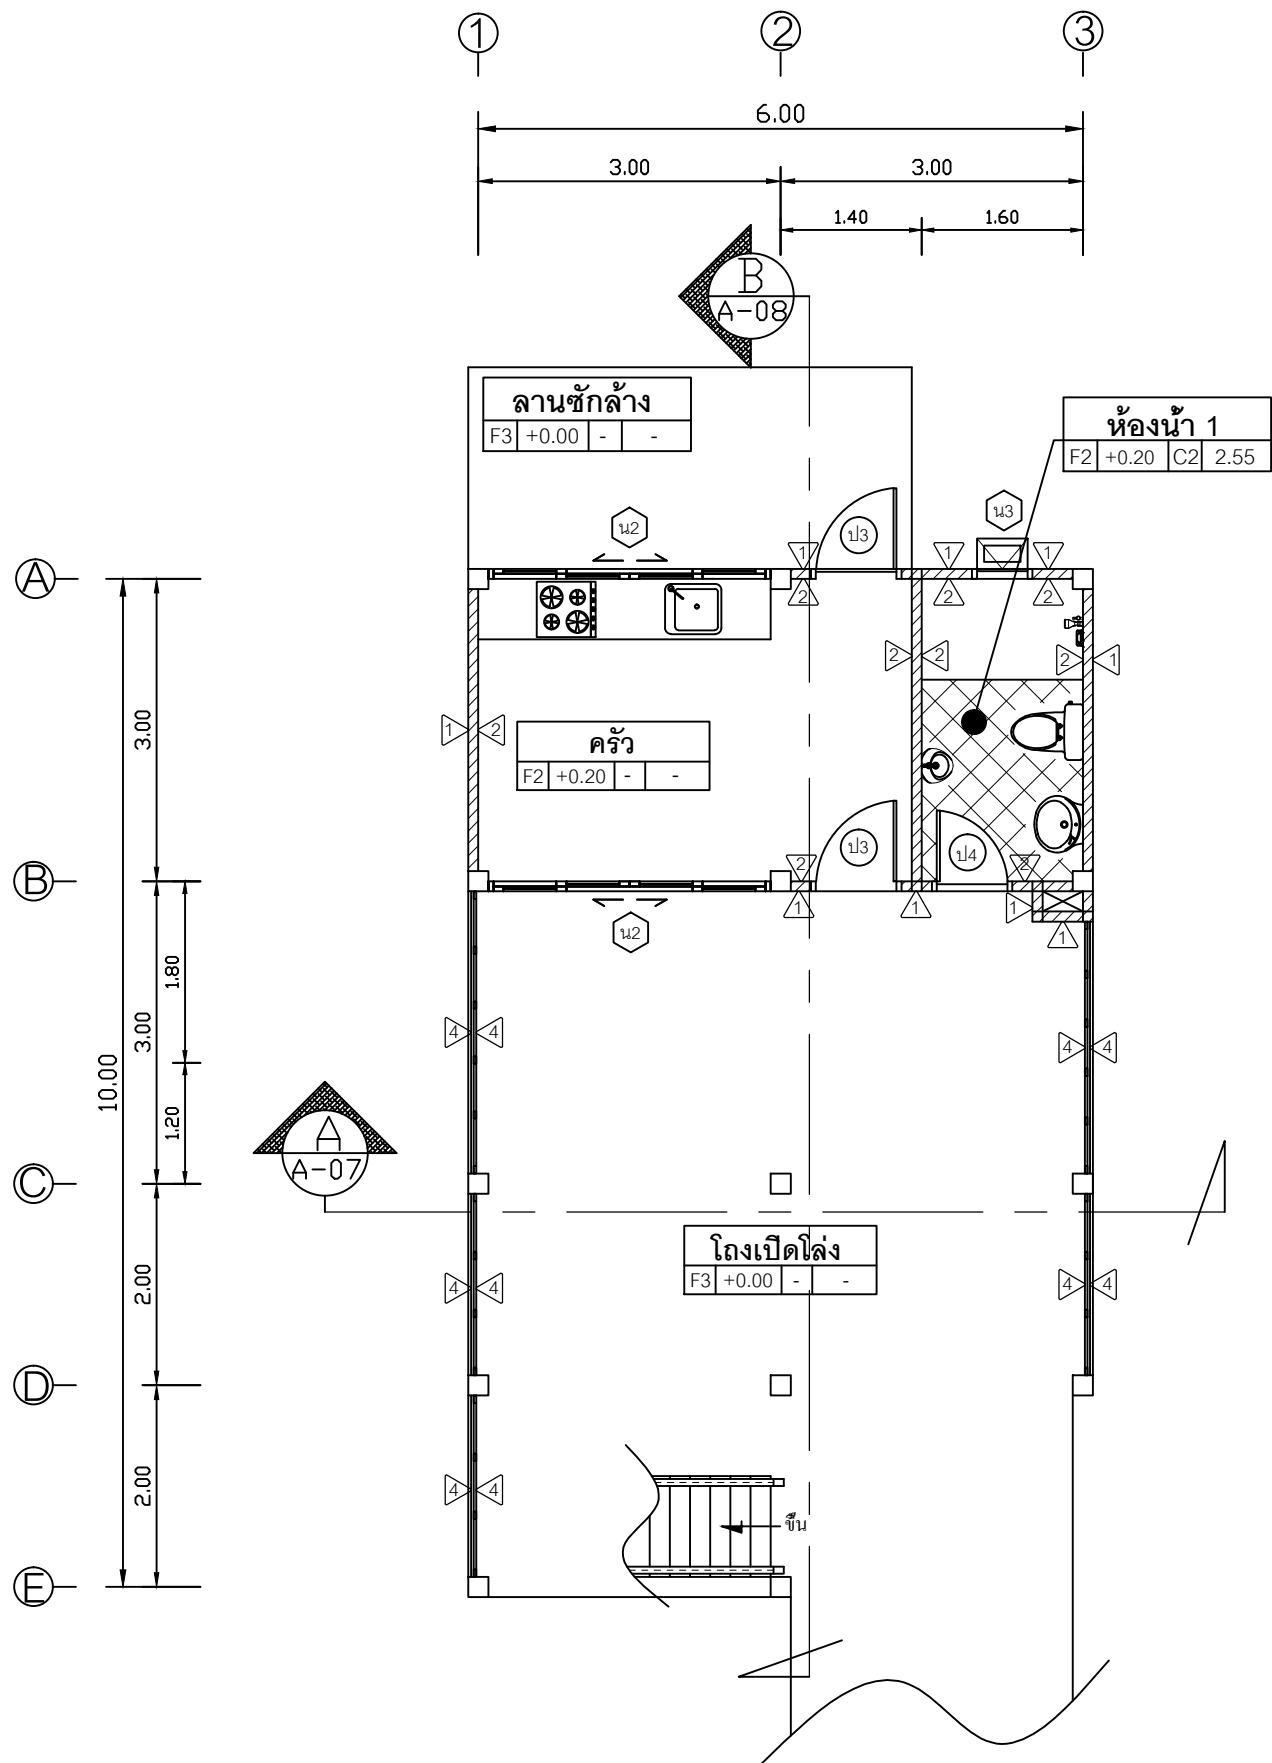 1 2 3
6.00
3.00 3.00
1.40 1.60
B
A-08
ลานซักล้าง
F3 +0.00 - -
ห้องน้ำ 1
F2 +0.20 C2 2.55
น3
น2
ป3
A
1 1 1
2 2 2
2 2 2 1
3.00
1 2
ครัว
F2 +0.20 - -
ป3
ป4
B
2 2
1 1 1
1
น2
1.80
3.00
4 4 4 4
10.00
1.20
A
A-07
C
โถงเปิดโล่ง
F3 +0.00 - -
2.00
4 4 4 4
D
2.00
4 4
ขึ้น
E